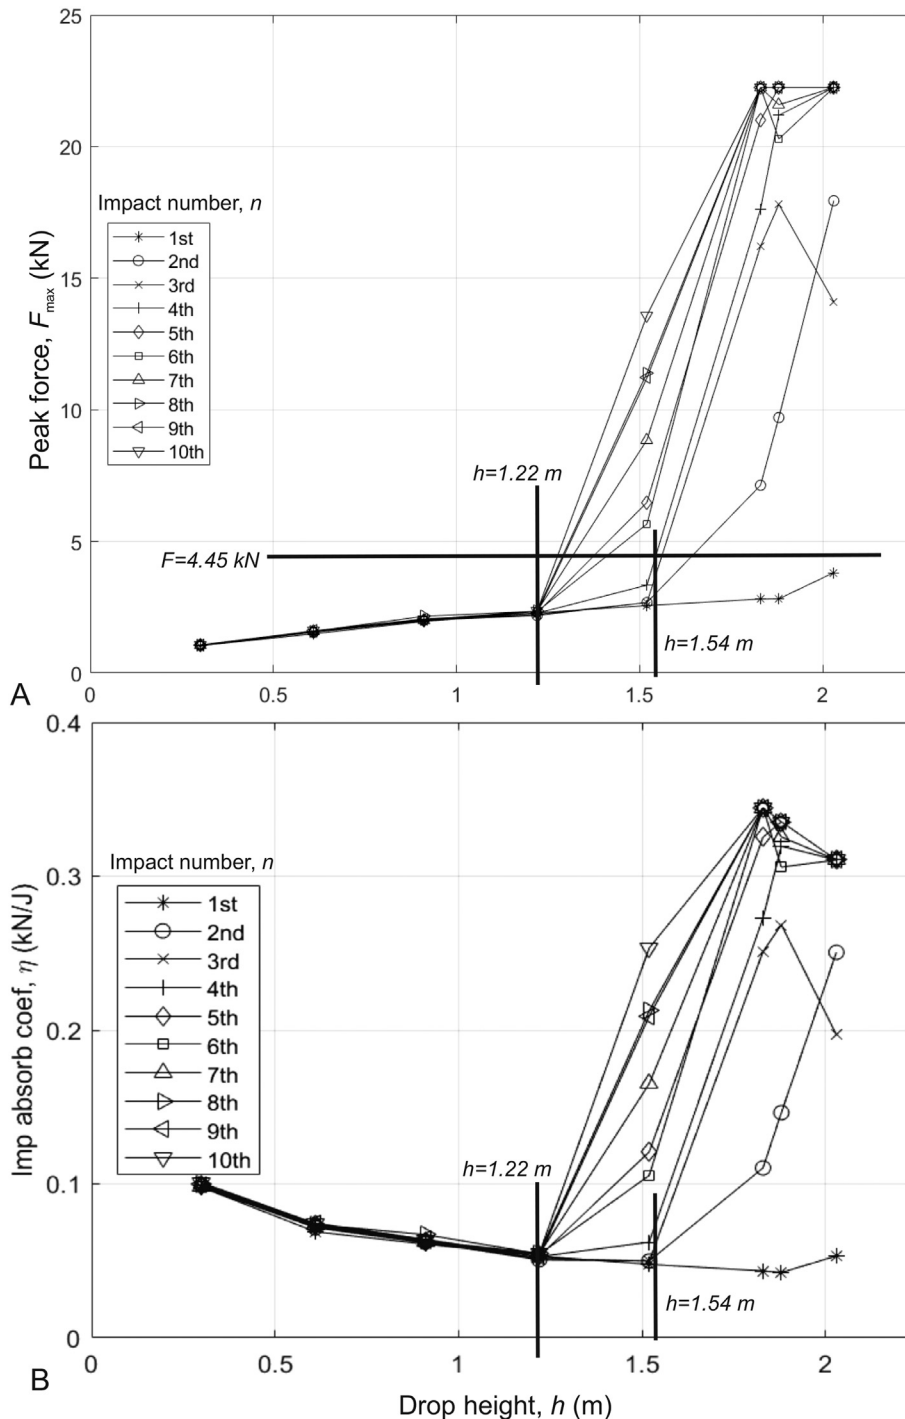 25
20
15
10
5
0
Peak force, Fmax (kN)
Impact number, n
1st
2nd
3rd
4th
5th
6th
7th
8th
9th
10th
h=1.22 m
F=4.45 kN
h=1.54 m
0 0.5 1 1.5 2
A
0.4
0.3
0.2
0.1
0
Imp absorb coef, η (kN/J)
Impact number, n
1st
2nd
3rd
4th
5th
6th
7th
8th
9th
10th
h=1.22 m
h=1.54 m
0 0.5 1 1.5 2
B
Drop height, h (m)